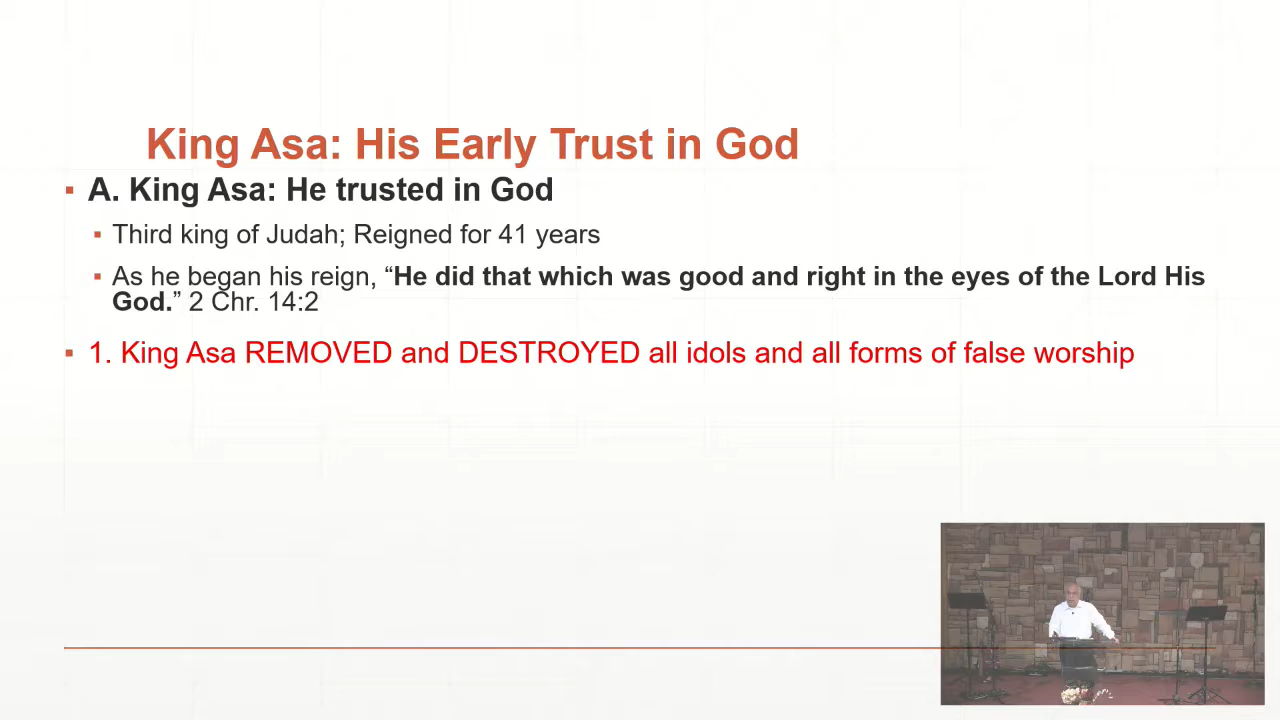 King Asa: His Early Trust in God
▪ A. King Asa: He trusted in God
▪ Third king of Judah; Reigned for 41 years
▪ As he began his reign, “He did that which was good and right in the eyes of the Lord His
God.” 2 Chr. 14:2
▪ 1. King Asa REMOVED and DESTROYED all idols and all forms of false worship